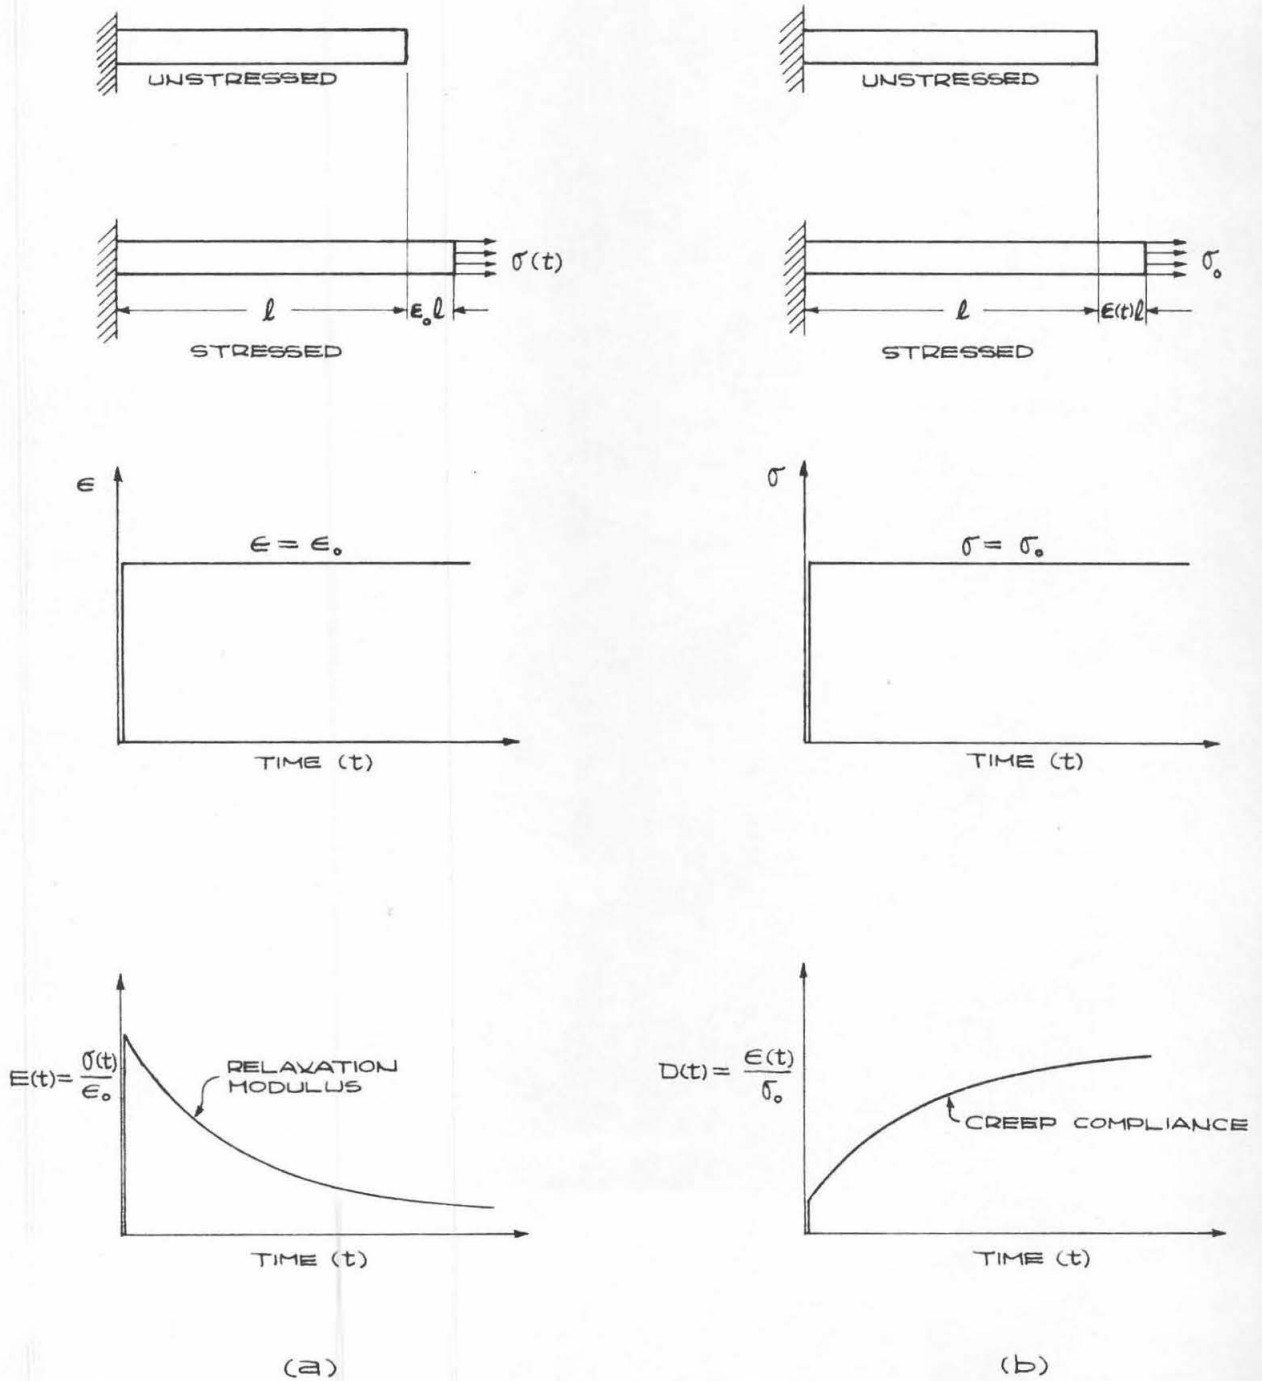 UNSTRESSED
σ(t)
l
ε₀l
STRESSED
ε
ε = ε₀
TIME (t)
E(t) = σ(t)/ε₀
RELAXATION
MODULUS
TIME (t)
(a)
UNSTRESSED
σ₀
l
ε(t)l
STRESSED
σ
σ = σ₀
TIME (t)
D(t) = ε(t)/σ₀
CREEP COMPLIANCE
TIME (t)
(b)